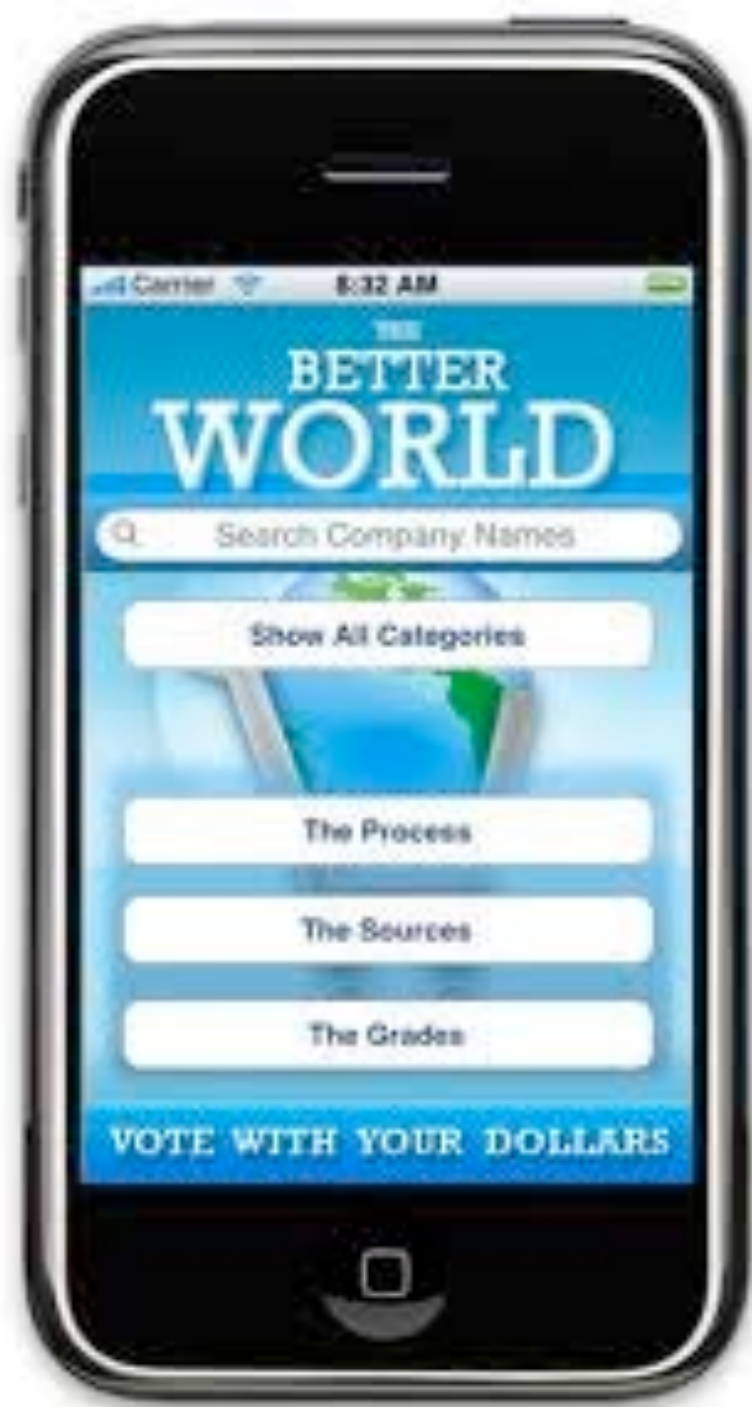 Carrier 8:32 AM
THE
BETTER
WORLD
Search Company Names
Show All Categories
The Process
The Sources
The Grades
VOTE WITH YOUR DOLLARS